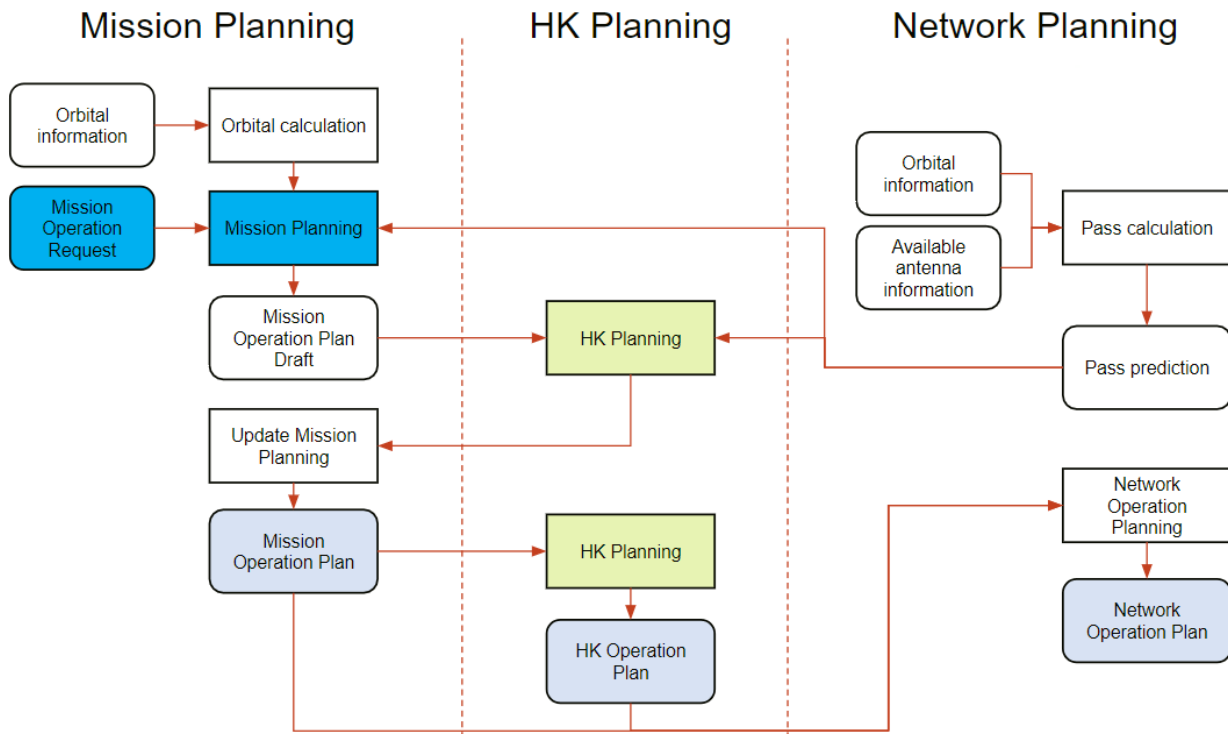 Mission Planning
HK Planning
Network Planning
Orbital
information
Orbital calculation
Mission
Operation
Request
Mission Planning
Mission
Operation Plan
Draft
Update Mission
Planning
Mission
Operation Plan
HK Planning
HK Planning
HK Operation
Plan
Orbital
information
Available
antenna
information
Pass calculation
Pass prediction
Network
Operation
Planning
Network
Operation Plan